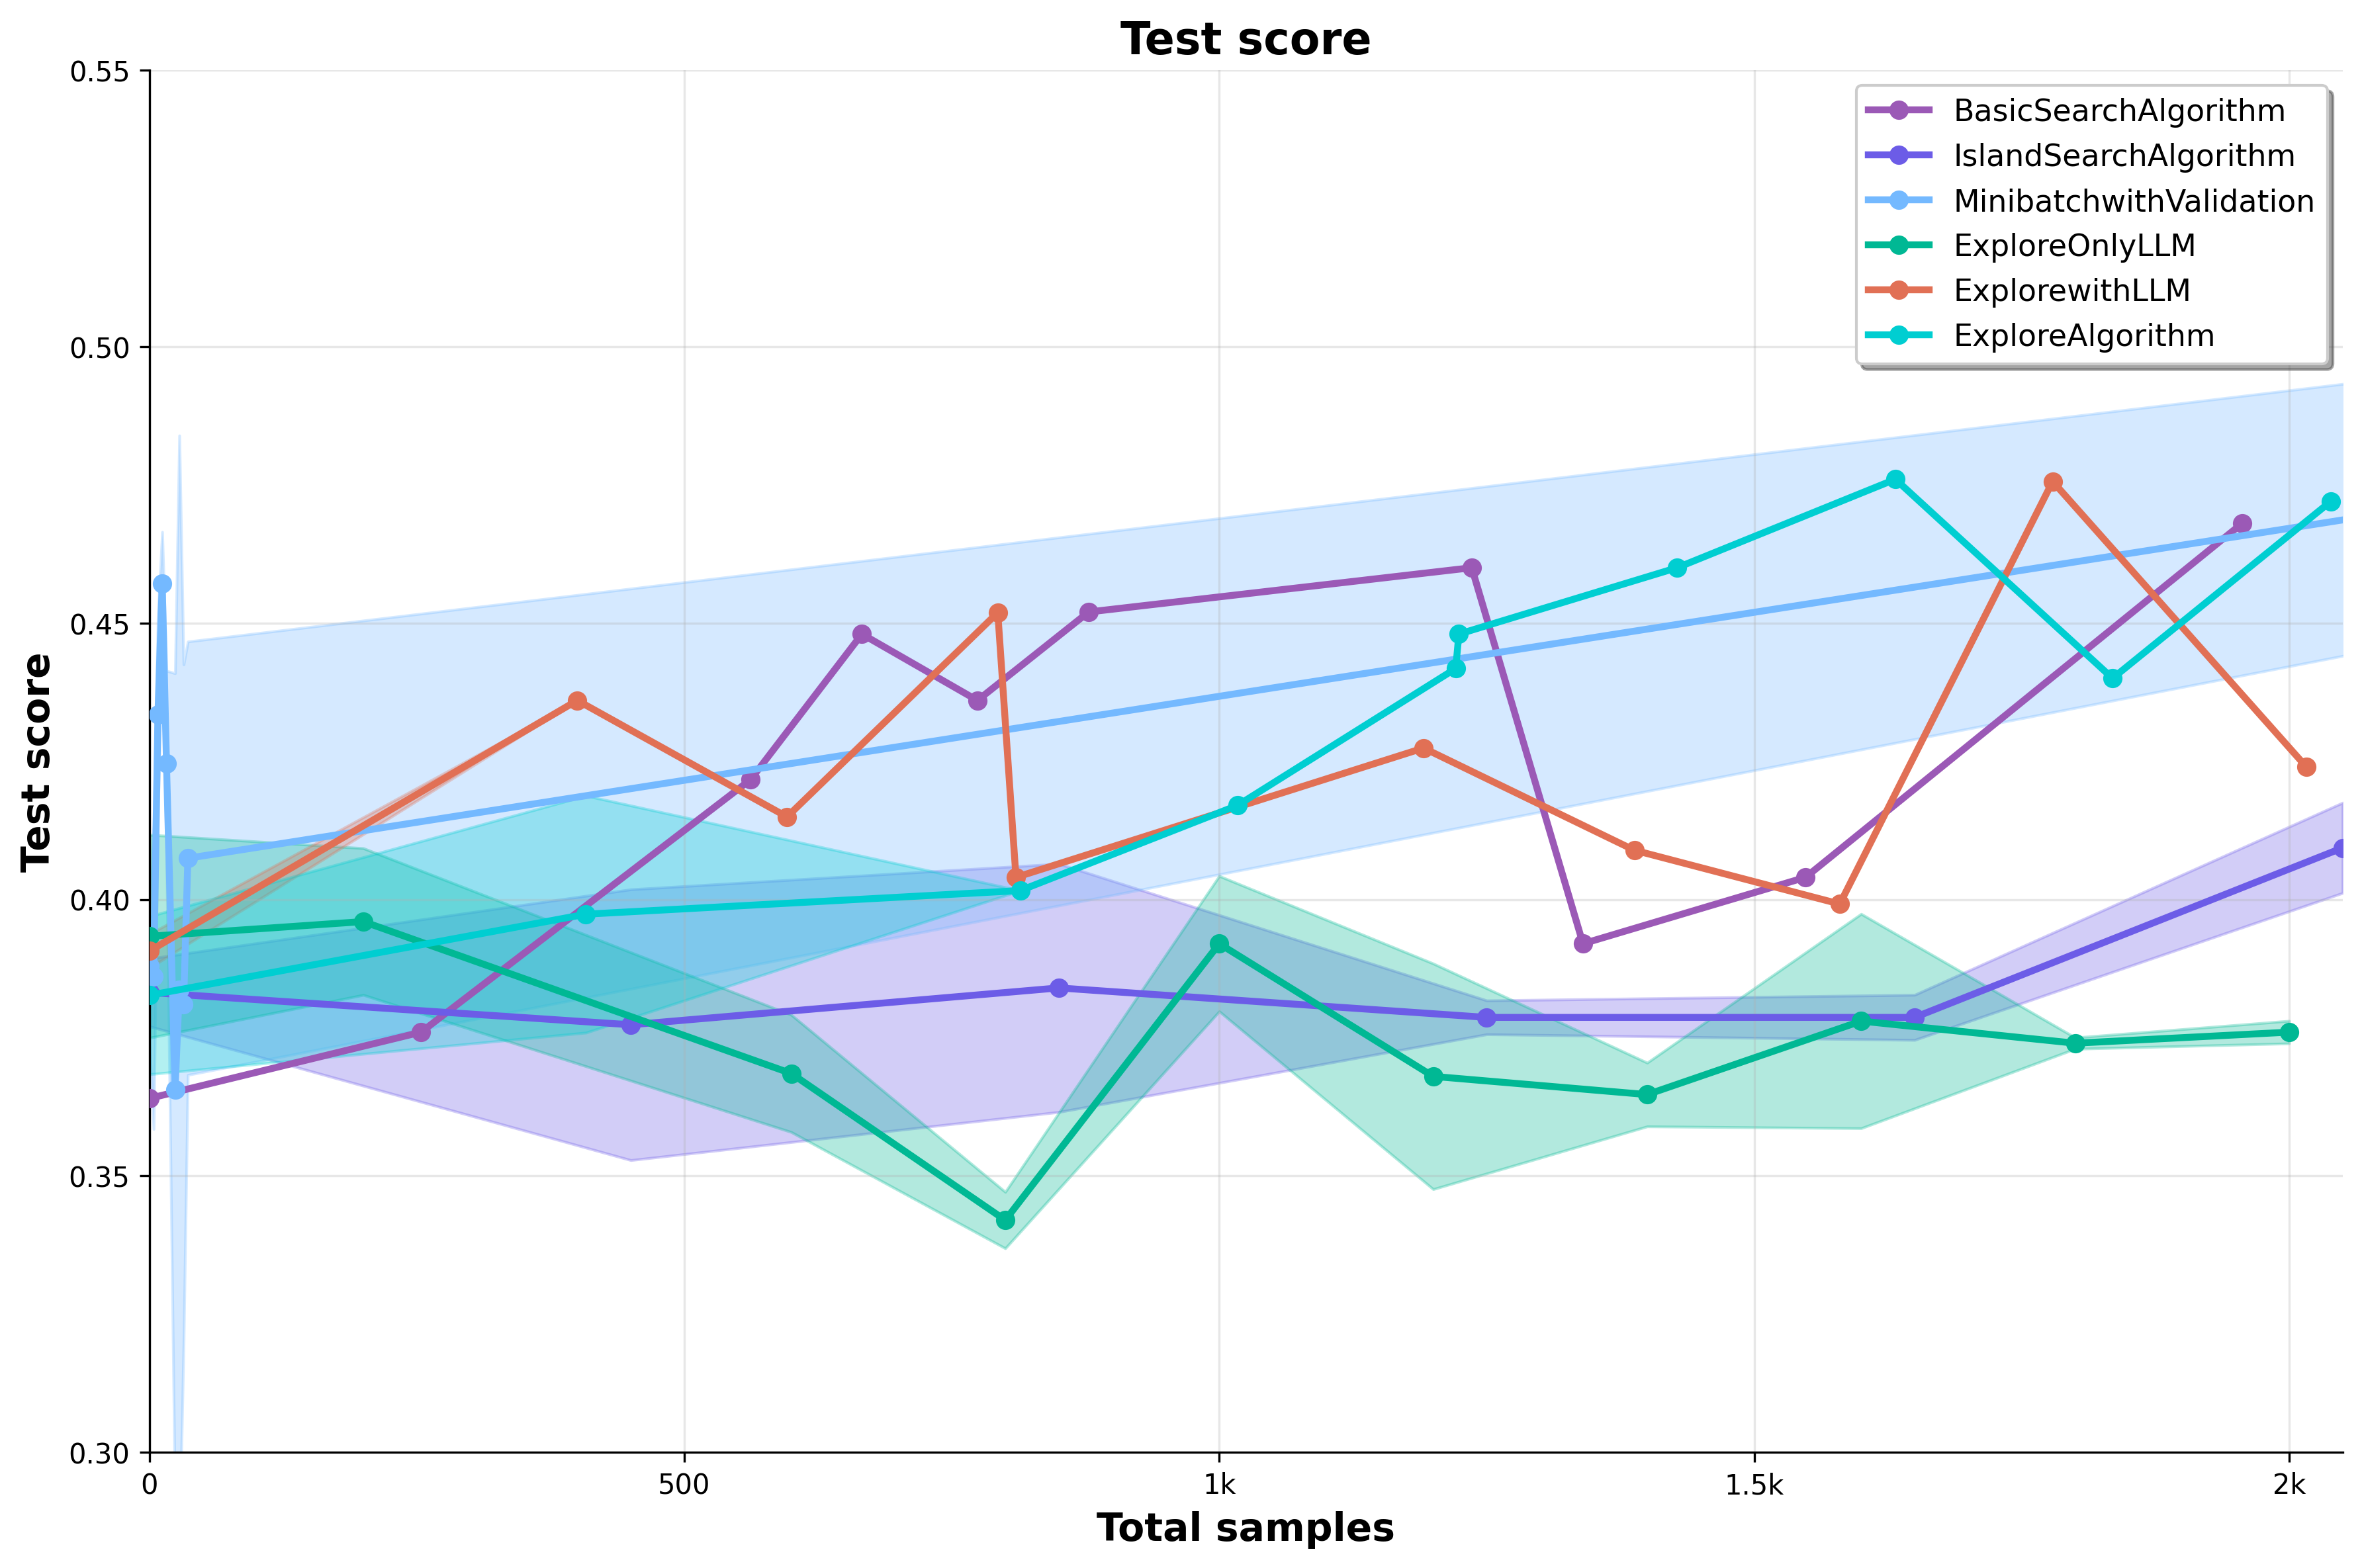 Test score
0.55
0.50
0.45
0.40
0.35
0.30
Test score
BasicSearchAlgorithm
IslandSearchAlgorithm
MinibatchwithValidation
ExploreOnlyLLM
ExplorewithLLM
ExploreAlgorithm
0 500 1k 1.5k 2k
Total samples